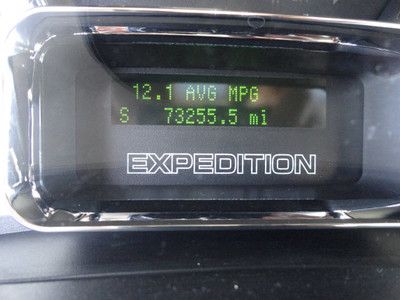 12.1 AVG MPG
S 73255.5 mi
EXPEDITION